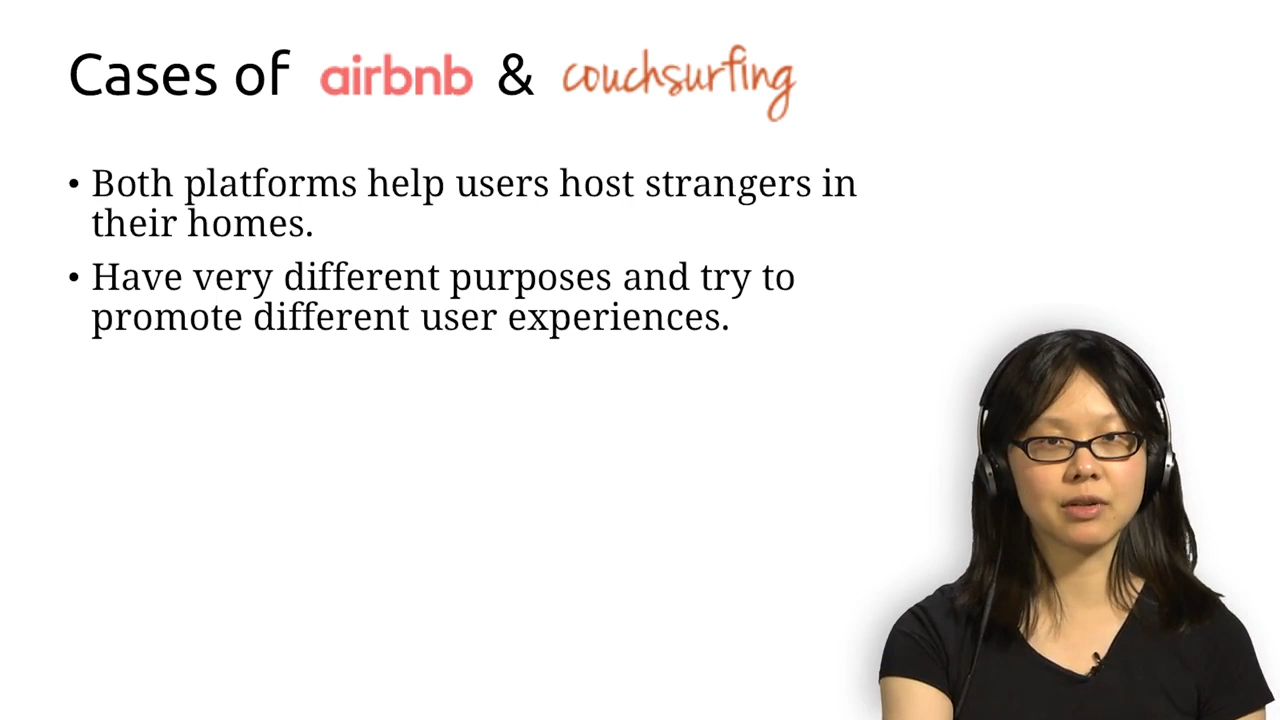 Cases of airbnb & couchsurfing
• Both platforms help users host strangers in
their homes.
• Have very different purposes and try to
promote different user experiences.